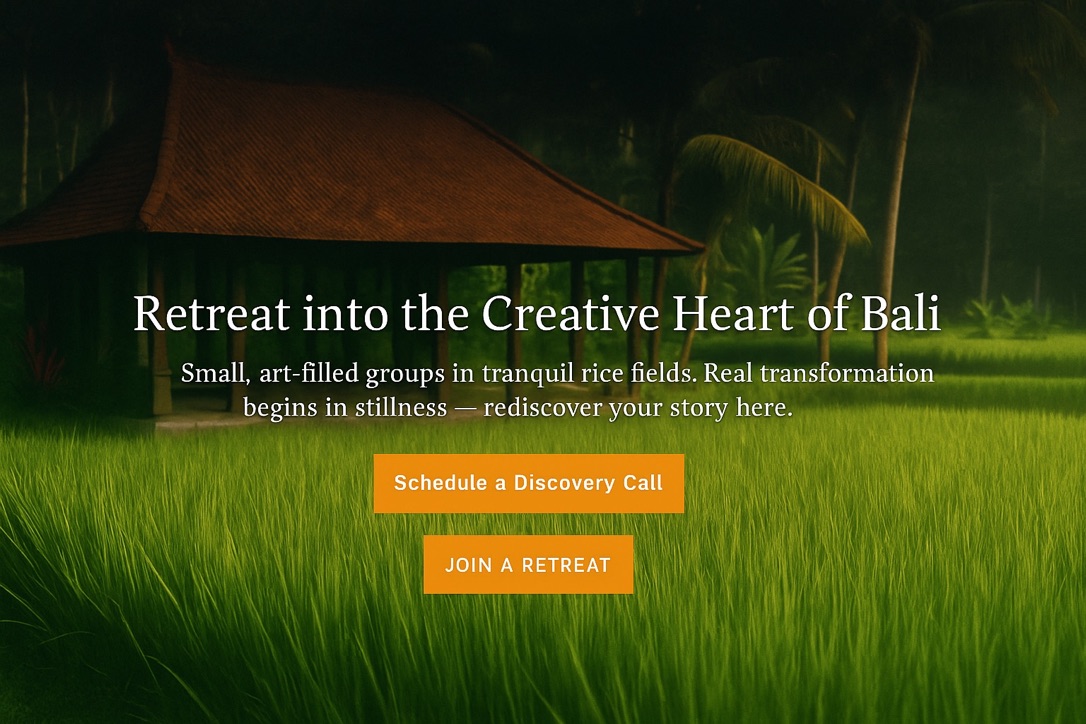 Retreat into the Creative Heart of Bali
Small, art-filled groups in tranquil rice fields. Real transformation
begins in stillness — rediscover your story here.
Schedule a Discovery Call
JOIN A RETREAT